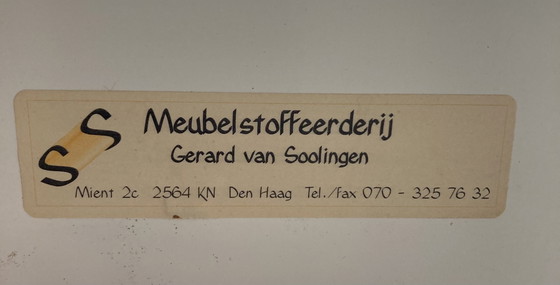 SS
Meubelstoffeerderij
Gerard van Soolingen
Mient 2c 2564 KN Den Haag Tel./Fax 070 - 325 76 32